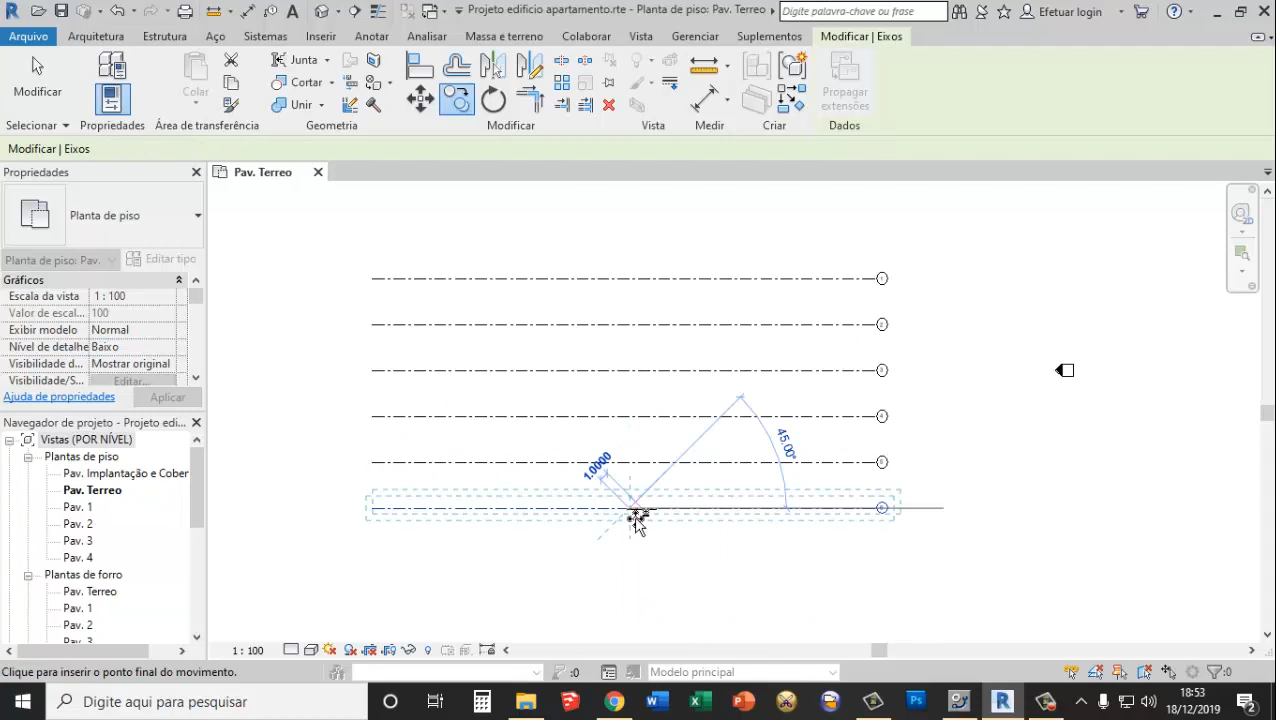 Projeto edificio apartamento.rte - Planta de piso: Pav. Terreo
Digite palavra-chave ou frase
Efetuar login
Arquivo
Arquitetura
Estrutura
Aço
Sistemas
Inserir
Anotar
Analisar
Massa e terreno
Colaborar
Vista
Gerenciar
Suplementos
Modificar | Eixos
Modificar
Colar
Junta
Cortar
Unir
Propagar
extensões
Selecionar
Propriedades
Área de transferência
Geometria
Modificar
Vista
Medir
Criar
Dados
Modificar | Eixos
Propriedades
Pav. Terreo
Planta de piso
Planta de piso: Pav.
Editar tipo
Gráficos
Escala da vista 1 : 100
Valor de escal... 100
Exibir modelo Normal
Nível de detalhe Baixo
Visibilidade d... Mostrar original
Visibilidade/S... Editar...
Ajuda de propriedades
Aplicar
Navegador de projeto - Projeto edi...
Vistas (POR NÍVEL)
Plantas de piso
Pav, Implantação e Cober
Pav. Terreo
Pav. 1
Pav. 2
Pav. 3
Pav. 4
Plantas de forro
Pav. Terreo
Pav. 1
Pav. 2
Pav. 3
2D
1.0000
45.00°
1 : 100
Clique para inserir o ponto final do movimento.
:0
Modelo principal
:0
Digite aqui para pesquisar
18:53
18/12/2019
2